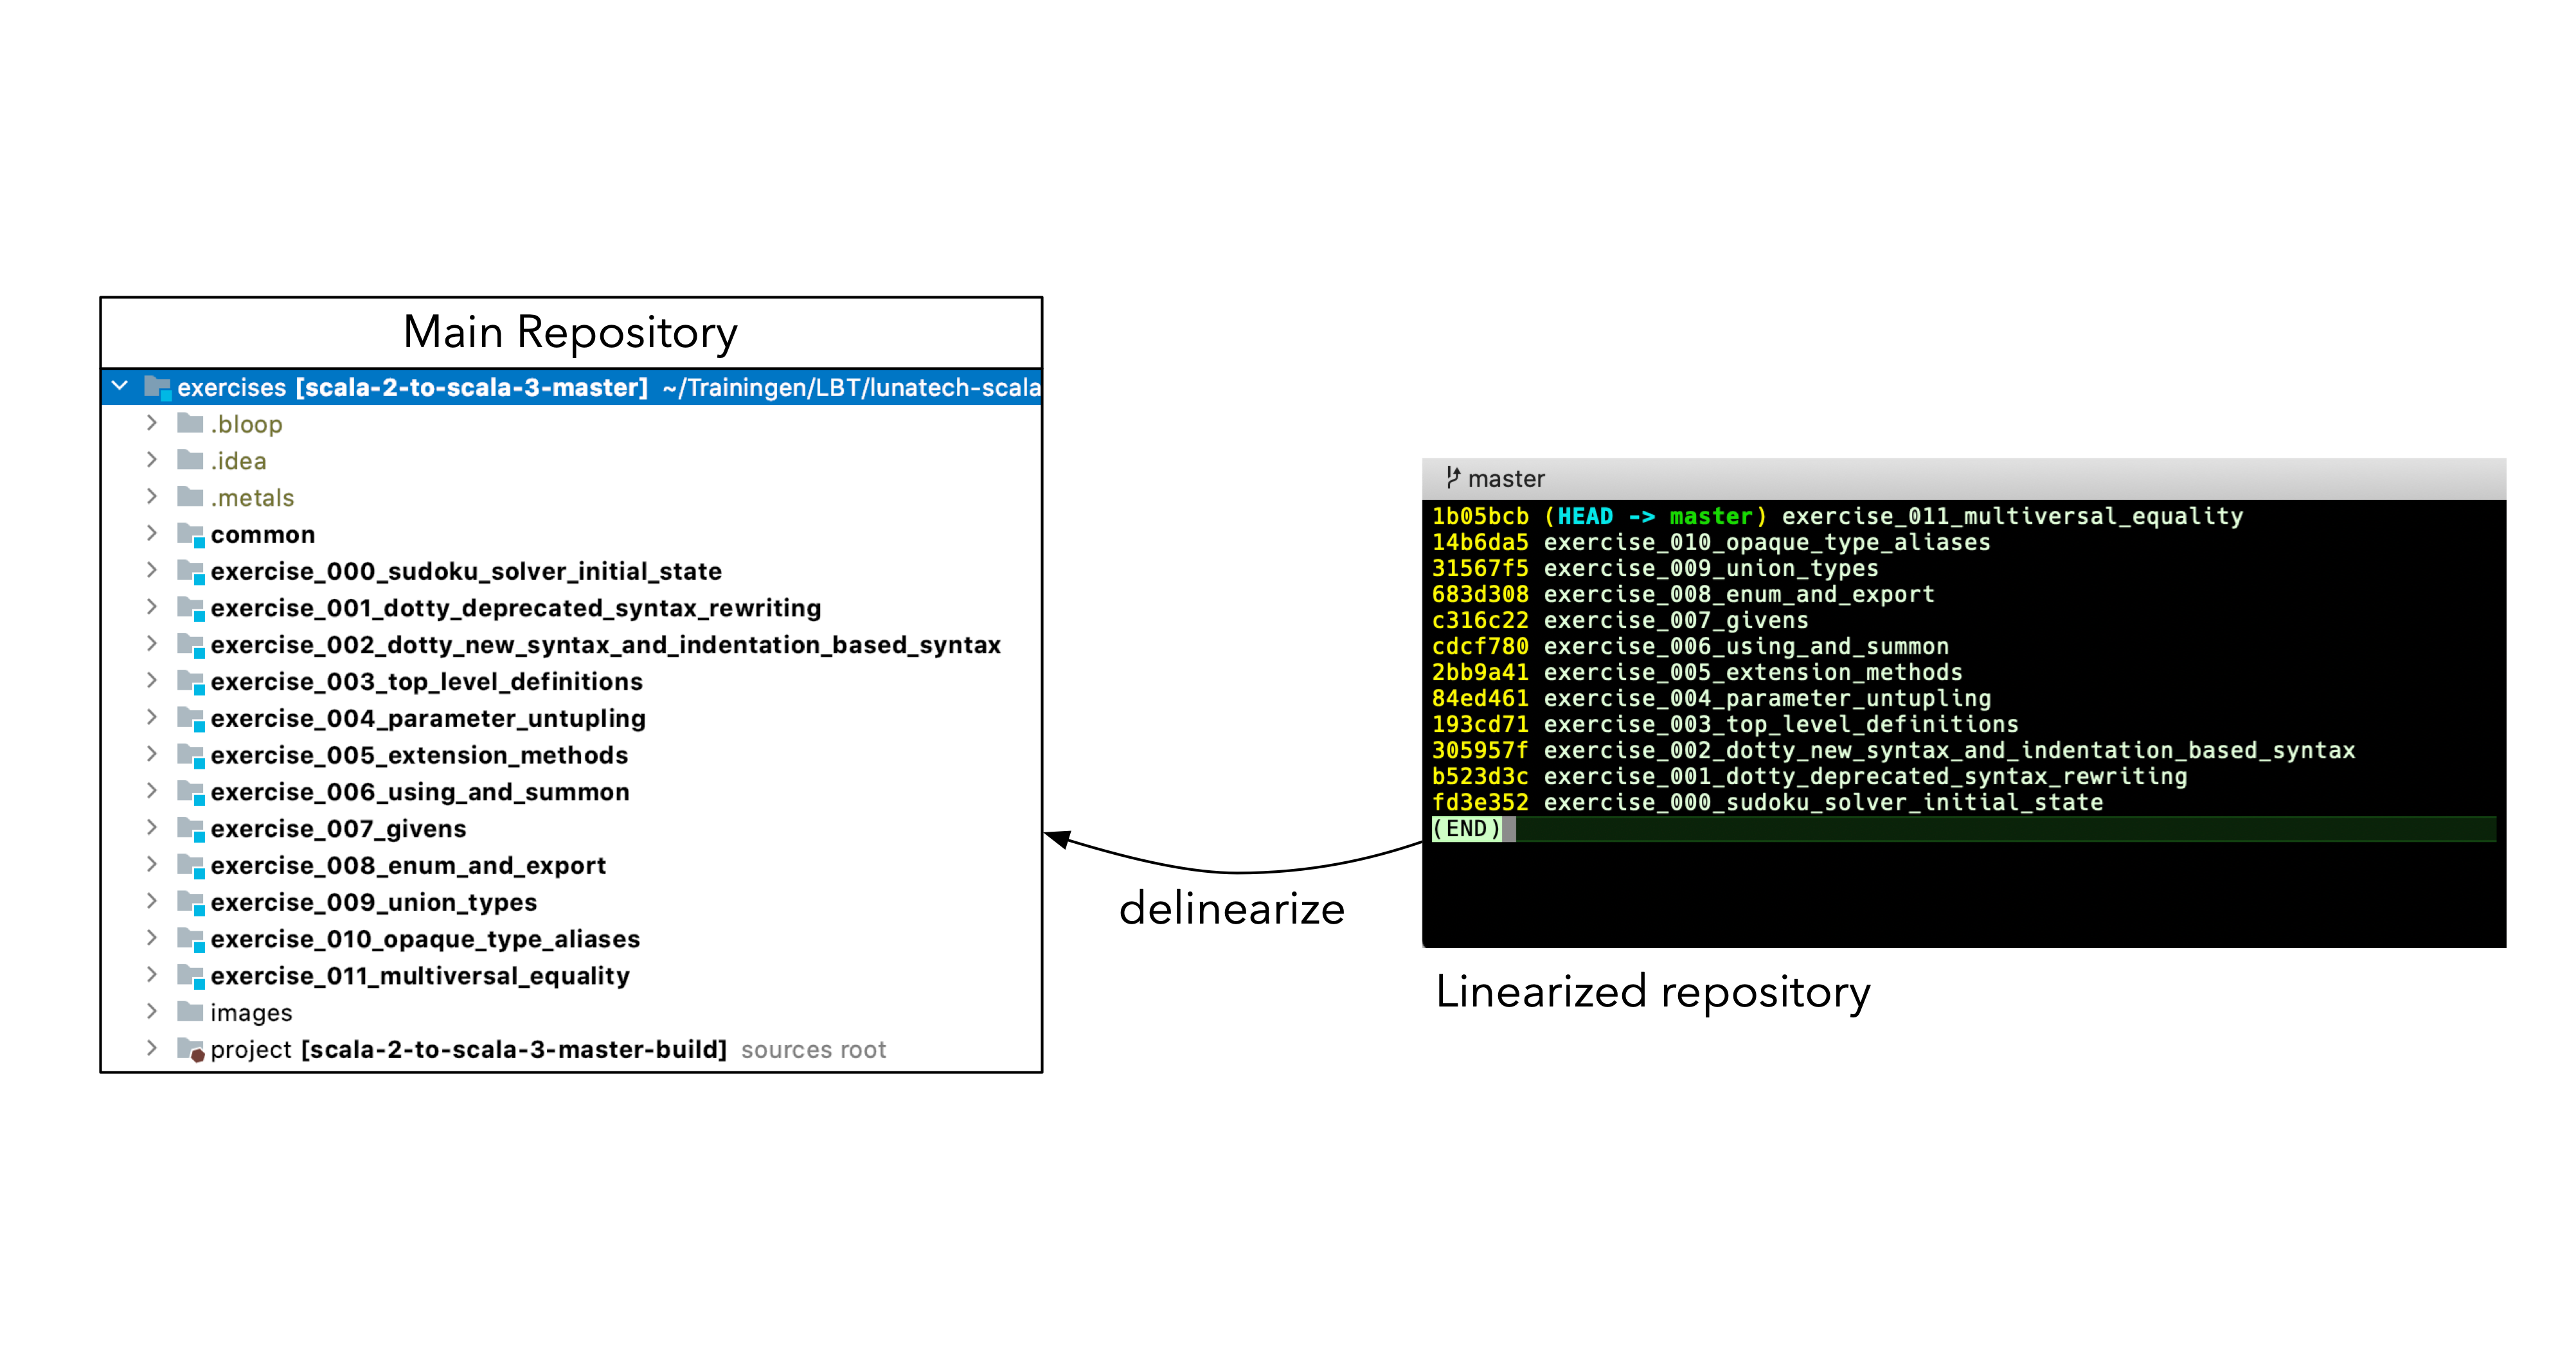 Main Repository
exercises [scala-2-to-scala-3-master] ~/Trainingen/LBT/lunatech-scala
.bloop
.idea
.metals
common
exercise_000_sudoku_solver_initial_state
exercise_001_dotty_deprecated_syntax_rewriting
exercise_002_dotty_new_syntax_and_indentation_based_syntax
exercise_003_top_level_definitions
exercise_004_parameter_untupling
exercise_005_extension_methods
exercise_006_using_and_summon
exercise_007_givens
exercise_008_enum_and_export
exercise_009_union_types
exercise_010_opaque_type_aliases
exercise_011_multiversal_equality
images
project [scala-2-to-scala-3-master-build] sources root
delinearize
master
1b05bcb (HEAD -> master) exercise_011_multiversal_equality
14b6da5 exercise_010_opaque_type_aliases
31567f5 exercise_009_union_types
683d308 exercise_008_enum_and_export
c316c22 exercise_007_givens
cdcf780 exercise_006_using_and_summon
2bb9a41 exercise_005_extension_methods
84ed461 exercise_004_parameter_untupling
193cd71 exercise_003_top_level_definitions
305957f exercise_002_dotty_new_syntax_and_indentation_based_syntax
b523d3c exercise_001_dotty_deprecated_syntax_rewriting
fd3e352 exercise_000_sudoku_solver_initial_state
(END)
Linearized repository